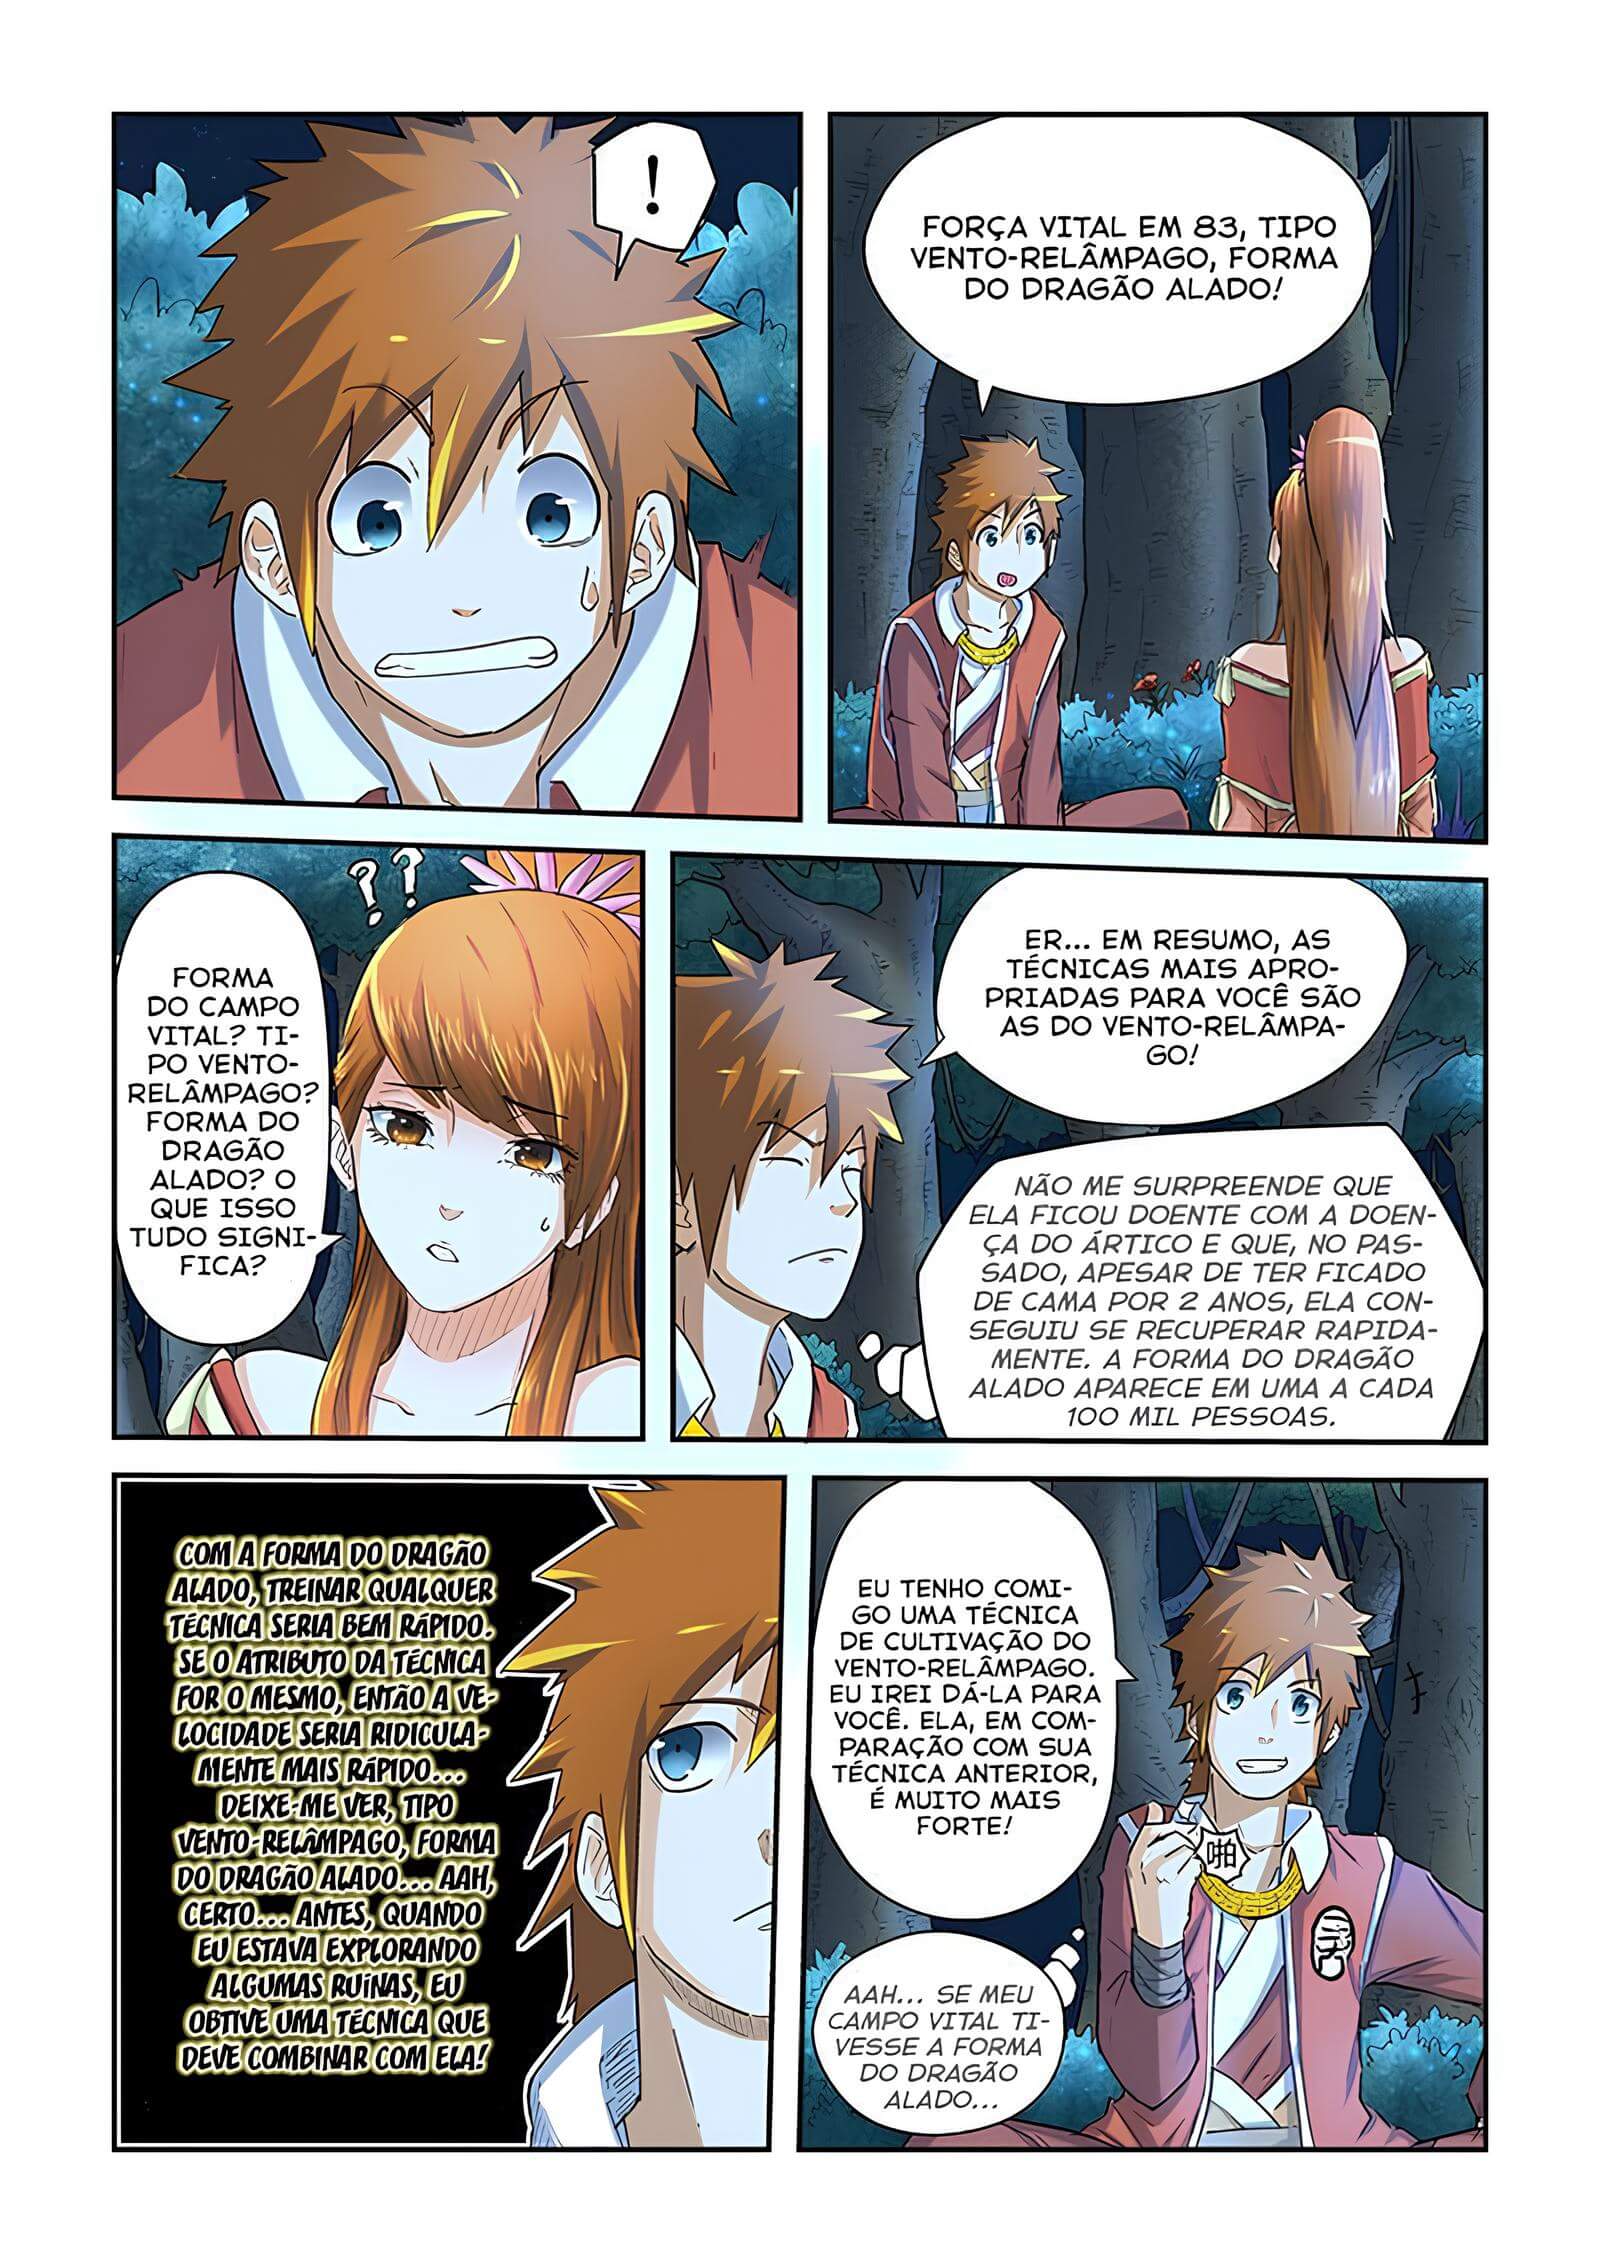 !
FORÇA VITAL EM 83, TIPO
VENTO-RELÂMPAGO, FORMA
DO DRAGÃO ALADO!
??
FORMA
DO CAMPO
VITAL? TI-
PO VENTO-
RELÂMPAGO?
FORMA DO
DRAGÃO
ALADO? O
QUE ISSO
TUDO SIGNI-
FICA?
ER... EM RESUMO, AS
TÉCNICAS MAIS APRO-
PRIADAS PARA VOCÊ SÃO
AS DO VENTO-RELÂMPA-
GO!
NÃO ME SURPREENDE QUE
ELA FICOU DOENTE COM A DOEN-
ÇA DO ÁRTICO E QUE, NO PAS-
SADO, APESAR DE TER FICADO
DE CAMA POR 2 ANOS, ELA CON-
SEGUIU SE RECUPERAR RAPIDA-
MENTE. A FORMA DO DRAGÃO
ALADO APARECE EM UMA A CADA
100 MIL PESSOAS.
COM A FORMA DO DRAGÃO
ALADO, TREINAR QUALQUER
TÉCNICA SERIA BEM RÁPIDO.
SE O ATRIBUTO DA TÉCNICA
FOR O MESMO, ENTÃO A VE-
LOCIDADE SERIA RIDICULA-
MENTE MAIS RÁPIDO...
DEIXE-ME VER, TIPO
VENTO-RELÂMPAGO, FORMA
DO DRAGÃO ALADO... AAH,
CERTO... ANTES, QUANDO
EU ESTAVA EXPLORANDO
ALGUMAS RUÍNAS, EU
OBTIVE UMA TÉCNICA QUE
DEVE COMBINAR COM ELA!
EU TENHO COMI-
GO UMA TÉCNICA
DE CULTIVAÇÃO DO
VENTO-RELÂMPAGO.
EU IREI DÁ-LA PARA
VOCÊ. ELA, EM COM-
PARAÇÃO COM SUA
TÉCNICA ANTERIOR,
É MUITO MAIS
FORTE!
啪
AAH... SE MEU
CAMPO VITAL TI-
VESSE A FORMA
DO DRAGÃO
ALADO...